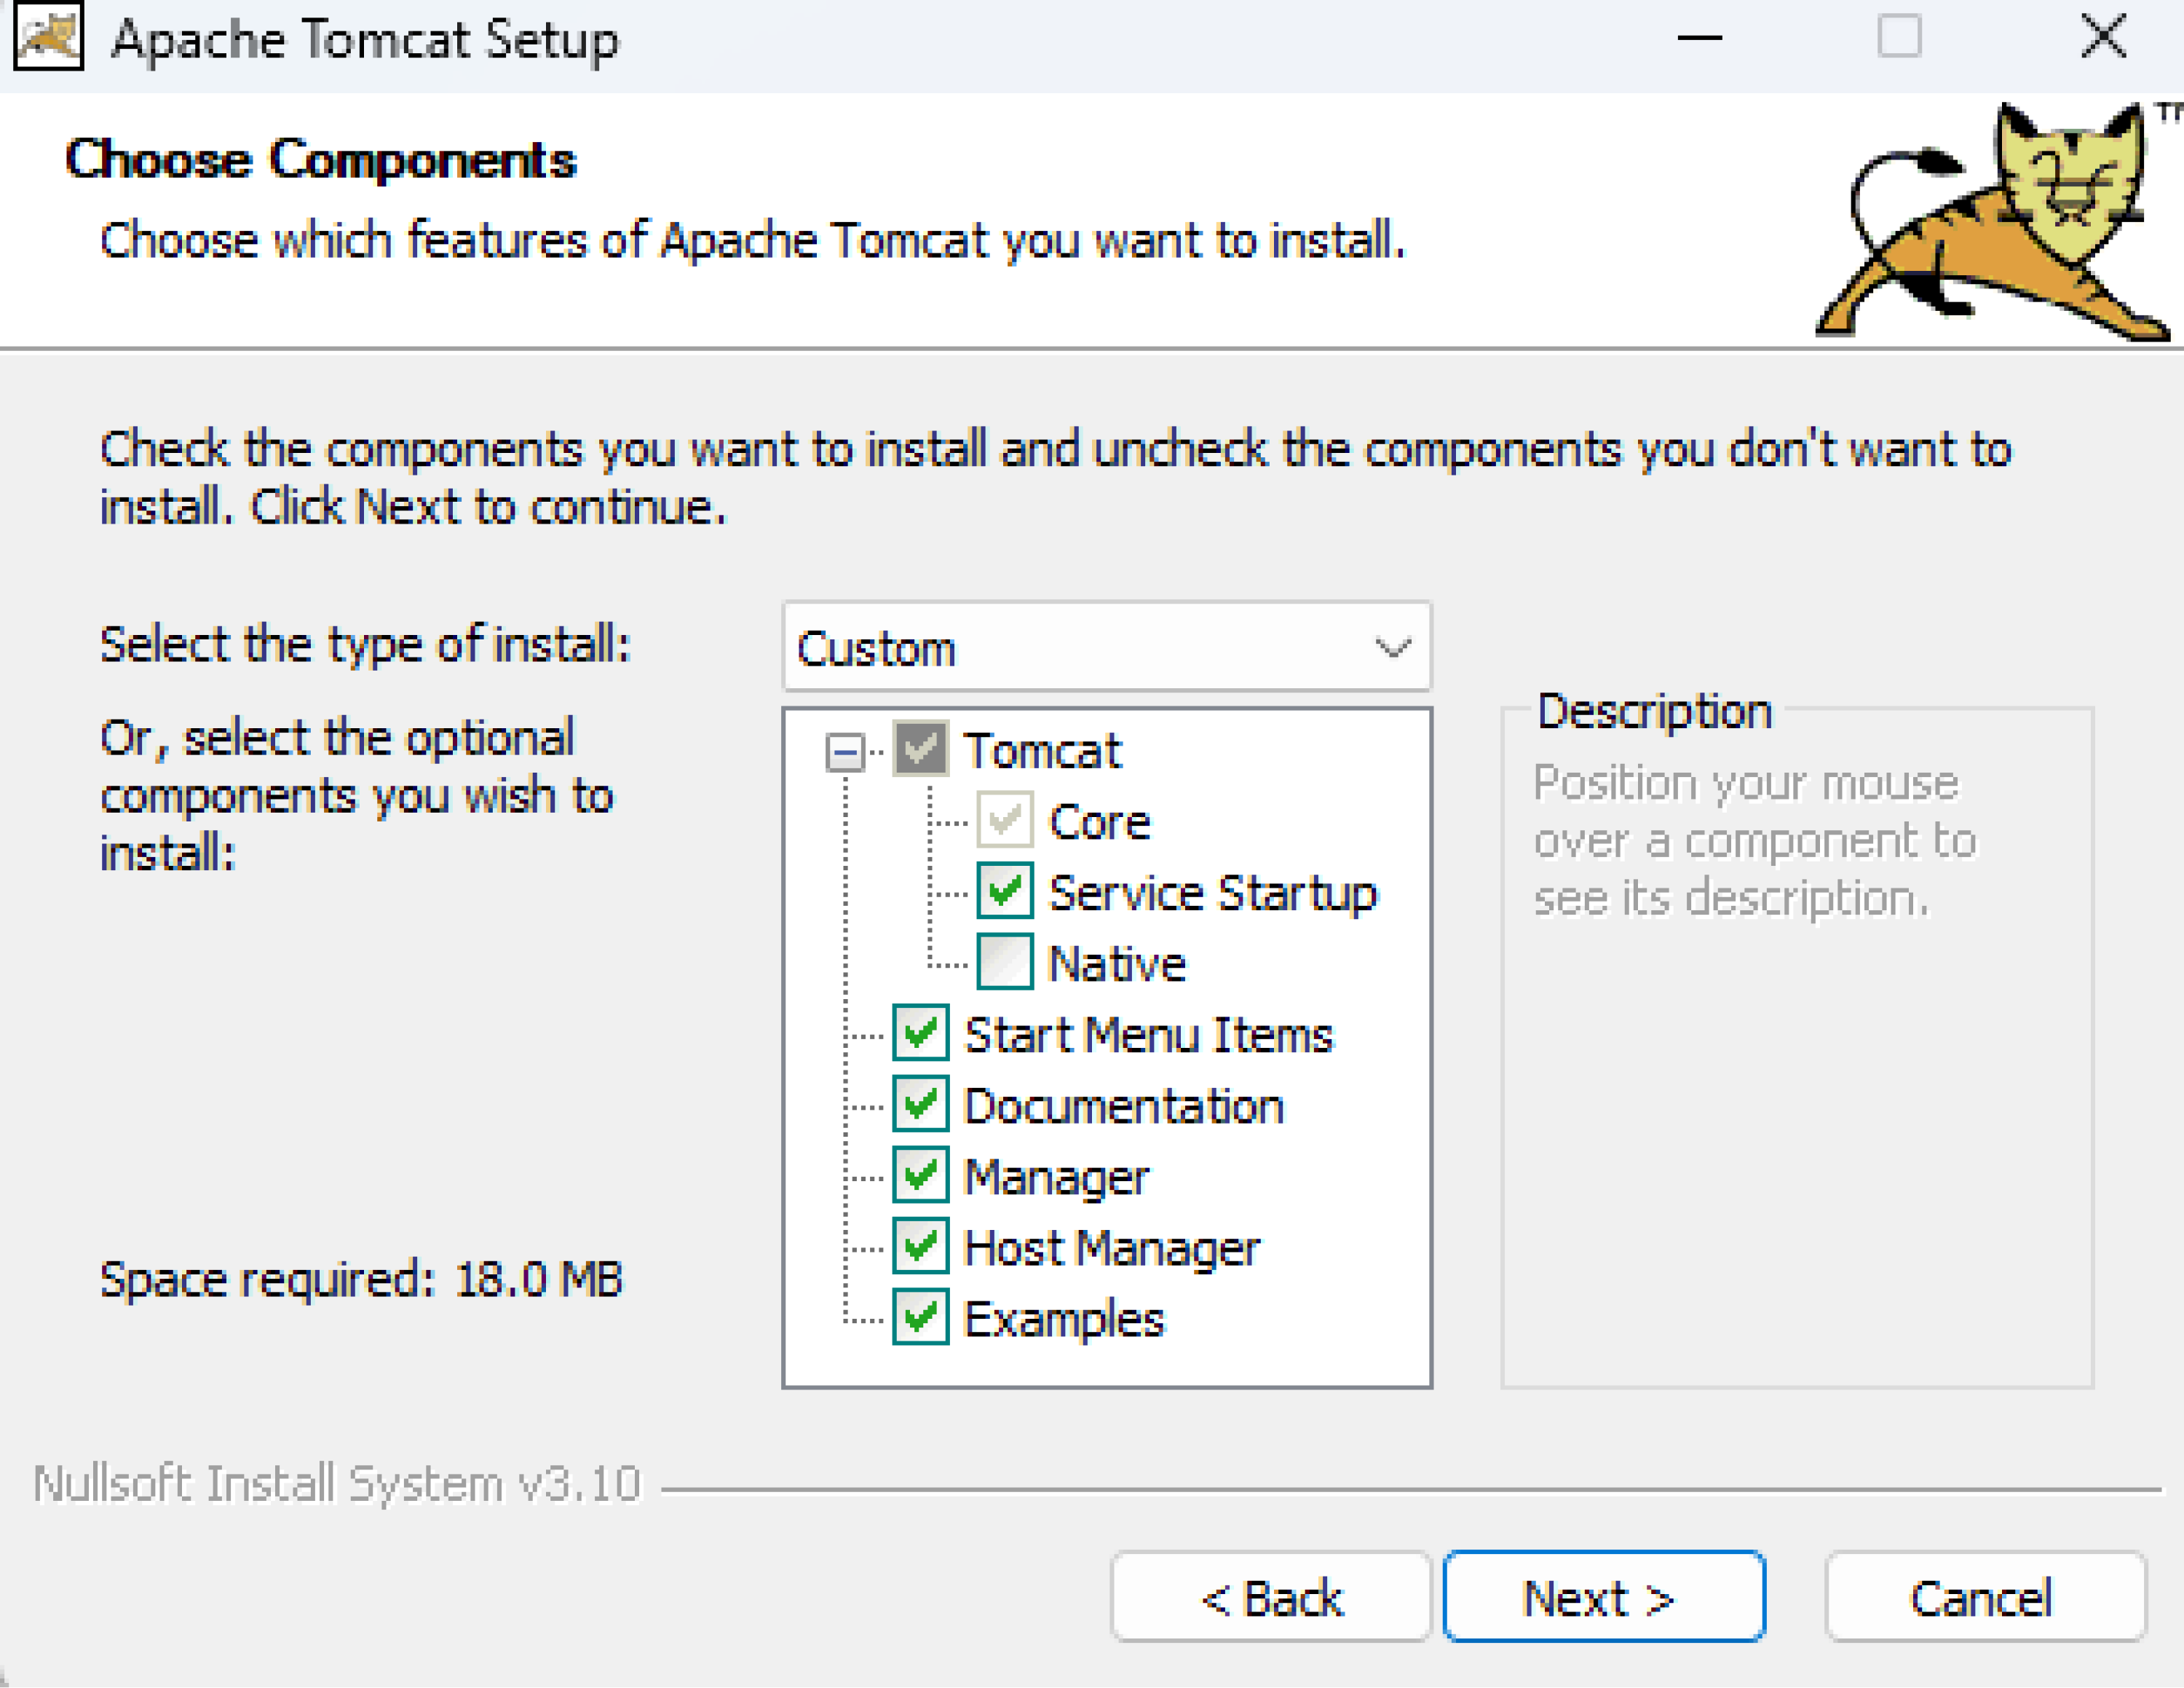 Apache Tomcat Setup
TM
Choose Components
Choose which features of Apache Tomcat you want to install.
Check the components you want to install and uncheck the components you don't want to
install. Click Next to continue.
Select the type of install:
Custom
Or, select the optional
components you wish to
install:
Tomcat
Core
Service Startup
Native
Start Menu Items
Documentation
Manager
Host Manager
Examples
Description
Position your mouse
over a component to
see its description.
Space required: 18.0 MB
Nullsoft Install System v3.10
< Back
Next >
Cancel